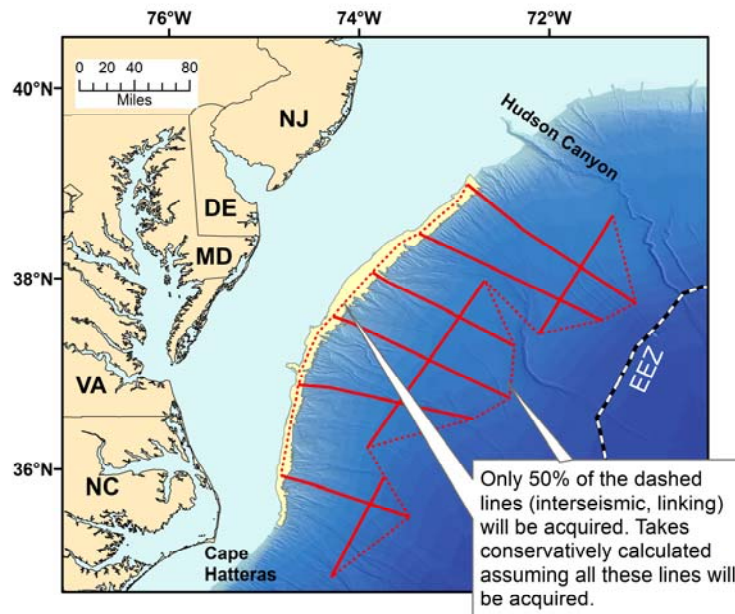 76°W 74°W 72°W
40°N
0 20 40 80
Miles
NJ
Hudson Canyon
DE
MD
38°N
VA
EEZ
36°N
NC
Cape
Hatteras
Only 50% of the dashed
lines (interseismic, linking)
will be acquired. Takes
conservatively calculated
assuming all these lines will
be acquired.